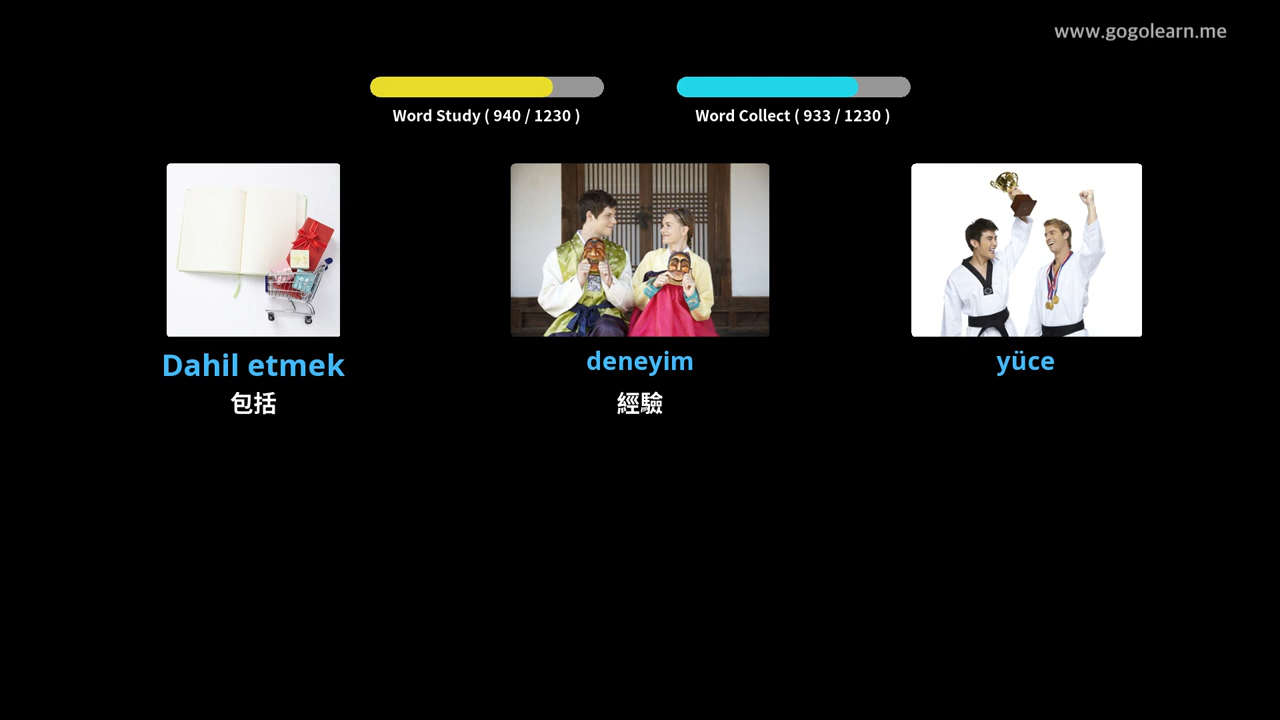 www.gogolearn.me
Word Study ( 940 / 1230 )
Word Collect ( 933 / 1230 )
Dahil etmek
包括
deneyim
經驗
yüce